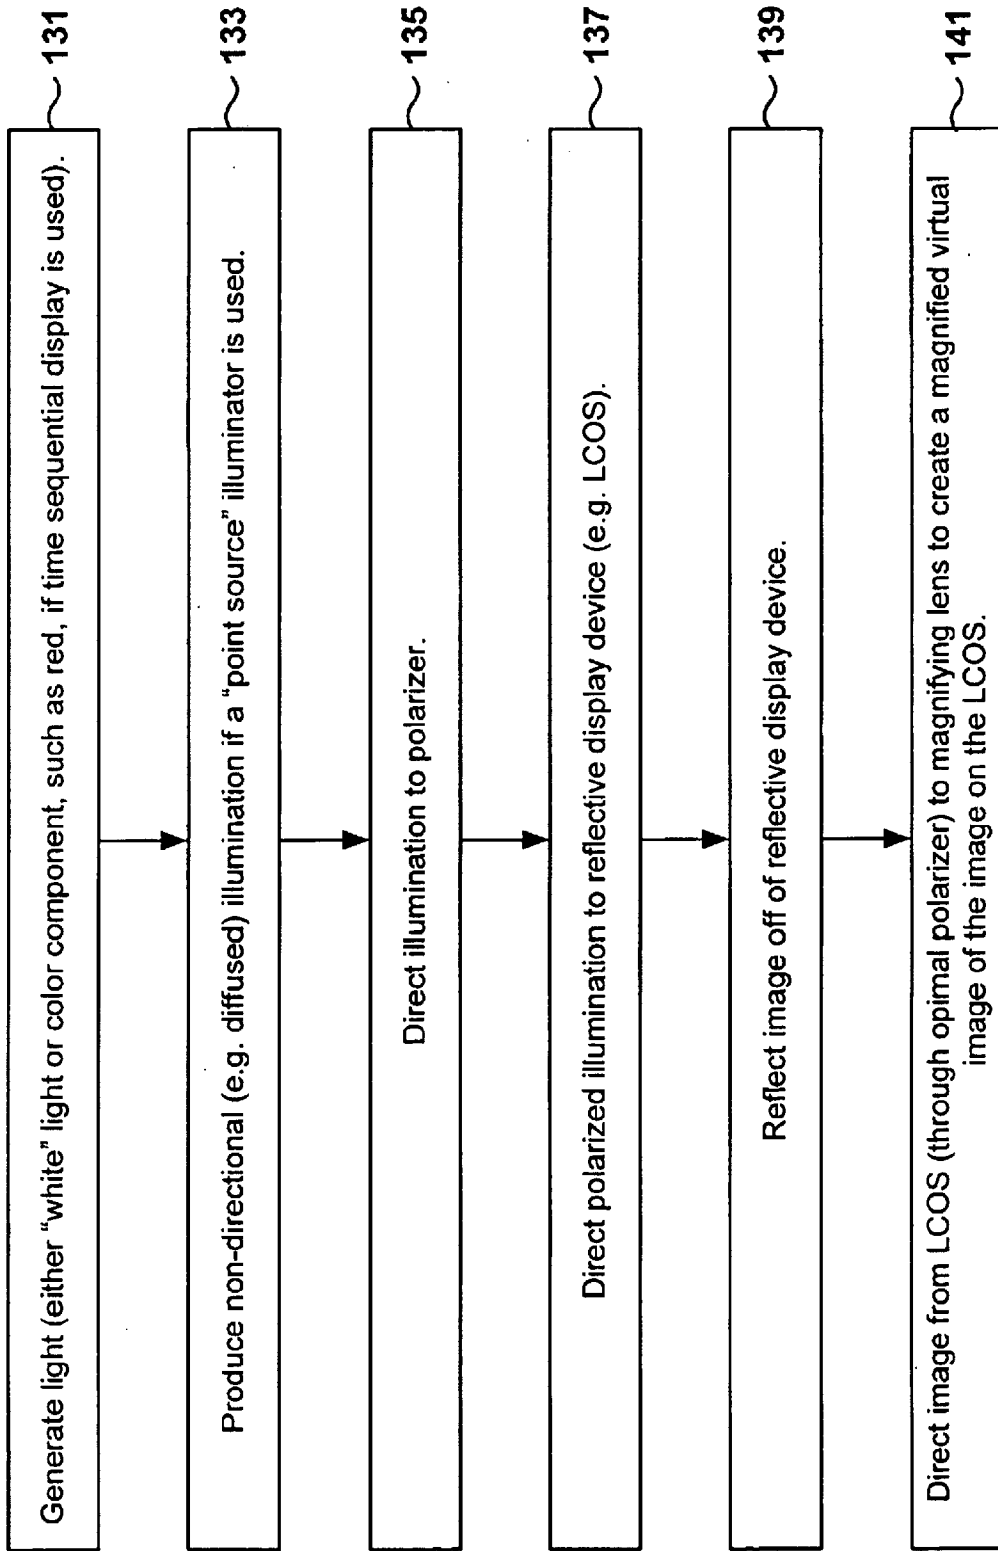 Generate light (either “white” light or color component, such as red, if time sequential display is used).
131
Produce non-directional (e.g. diffused) illumination if a “point source” illuminator is used.
133
Direct illumination to polarizer.
135
Direct polarized illumination to reflective display device (e.g. LCOS).
137
Reflect image off of reflective display device.
139
Direct image from LCOS (through opimal polarizer) to magnifying lens to create a magnified virtual
image of the image on the LCOS.
141